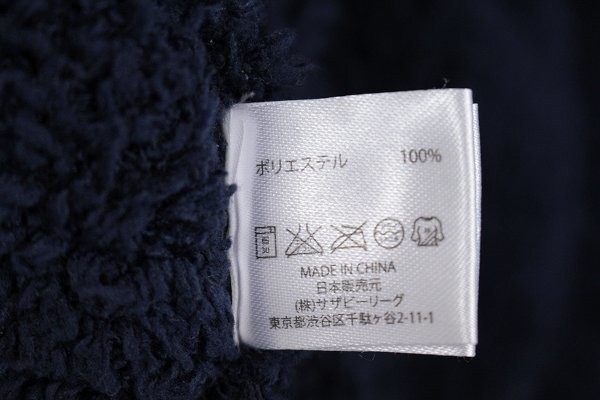 ポリエステル 100%
MADE IN CHINA
日本販売元
(株)サザビーリーグ
東京都渋谷区千駄ヶ谷2-11-1